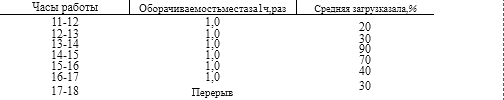 Часы работы Оборачиваемостьместаза1ч,раз Средняя загрузказала,%
11-12 1,0 20
12-13 1,0 30
13-14 1,0 90
14-15 1,0 70
15-16 1,0 40
16-17 1,0 30
17-18 Перерыв